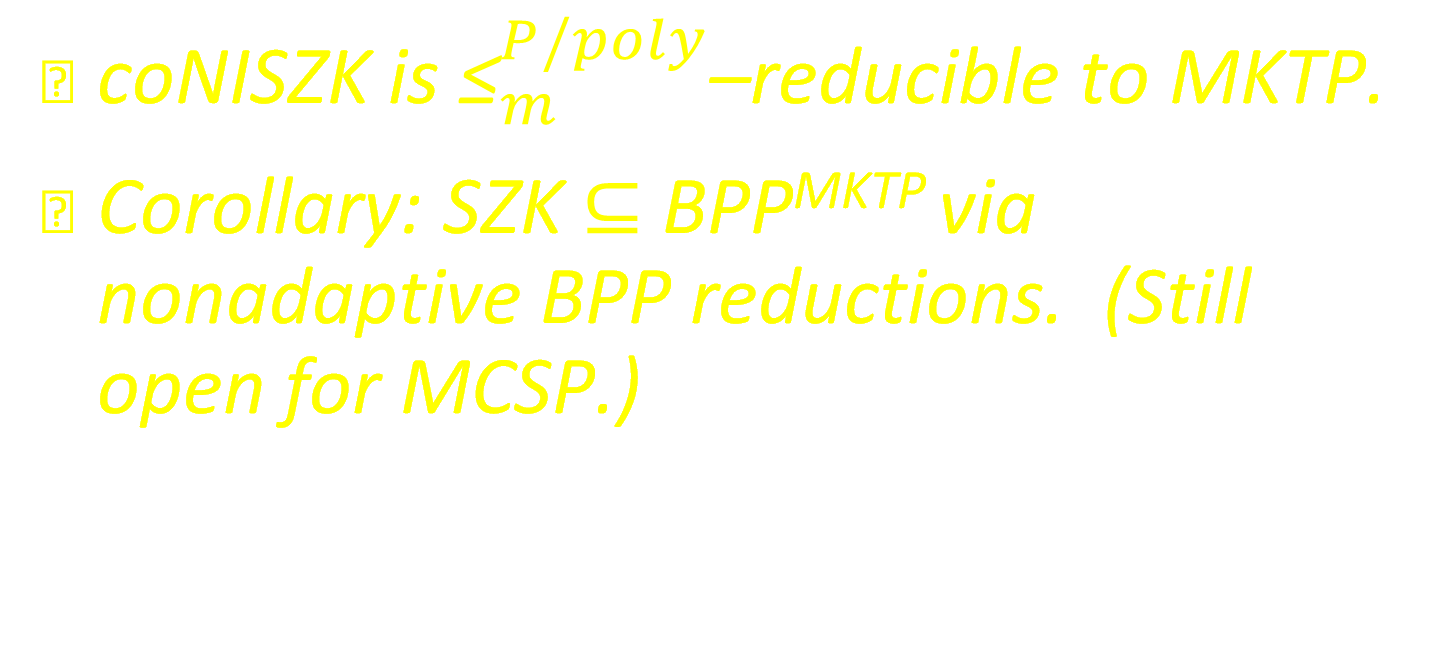 ⍰ coNISZK is ≤ₘ^{P/poly} –reducible to MKTP.
⍰ Corollary: SZK ⊆ BPP^{MKTP} via
nonadaptive BPP reductions. (Still
open for MCSP.)